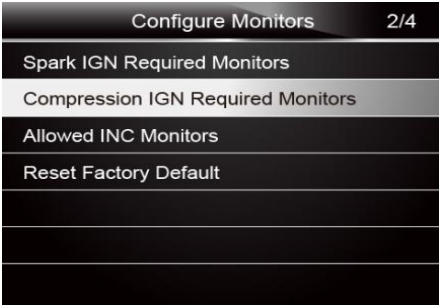 Configure Monitors 2/4
Spark IGN Required Monitors
Compression IGN Required Monitors
Allowed INC Monitors
Reset Factory Default